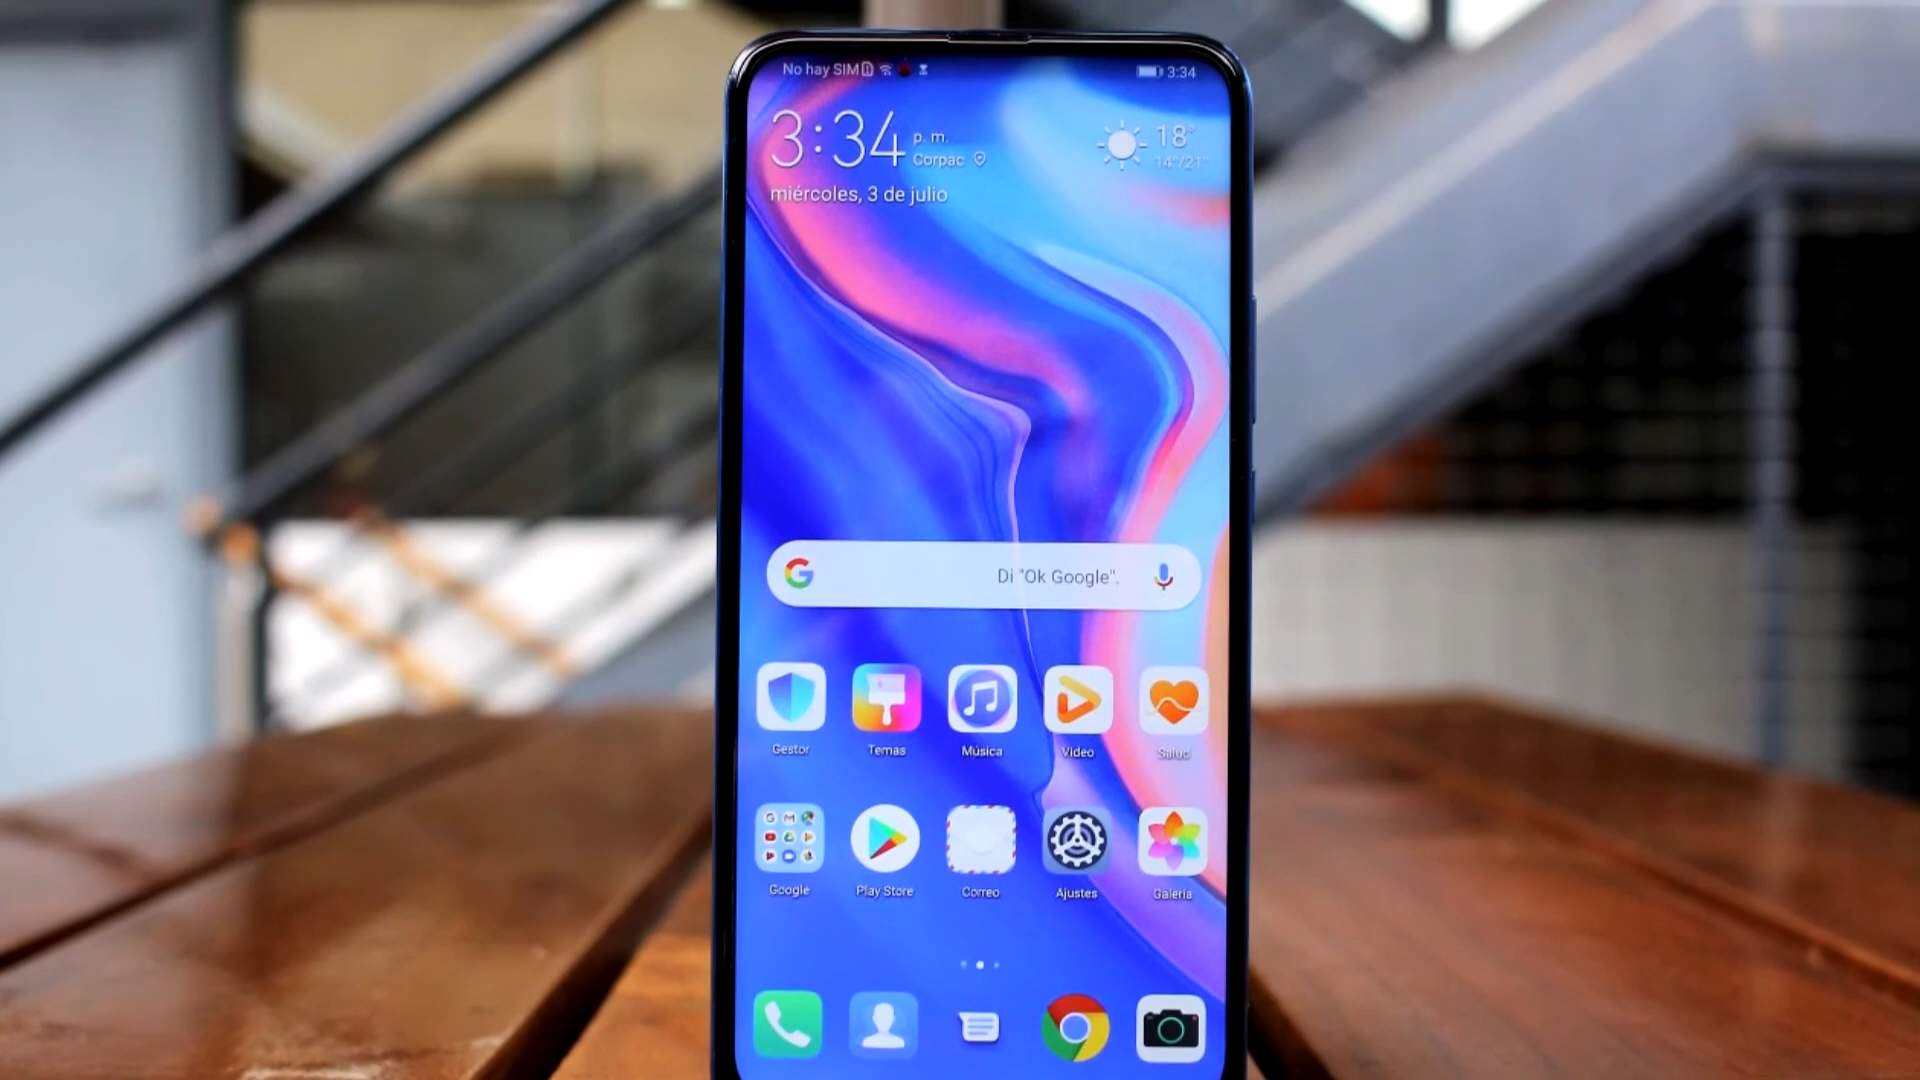 No hay SIM
3:34
3:34 p. m.
Corpac
18°
14°/21°
miércoles, 3 de julio
Di "Ok Google".
Gestor
Temas
Música
Video
Salud
Google
Play Store
Correo
Ajustes
Galería